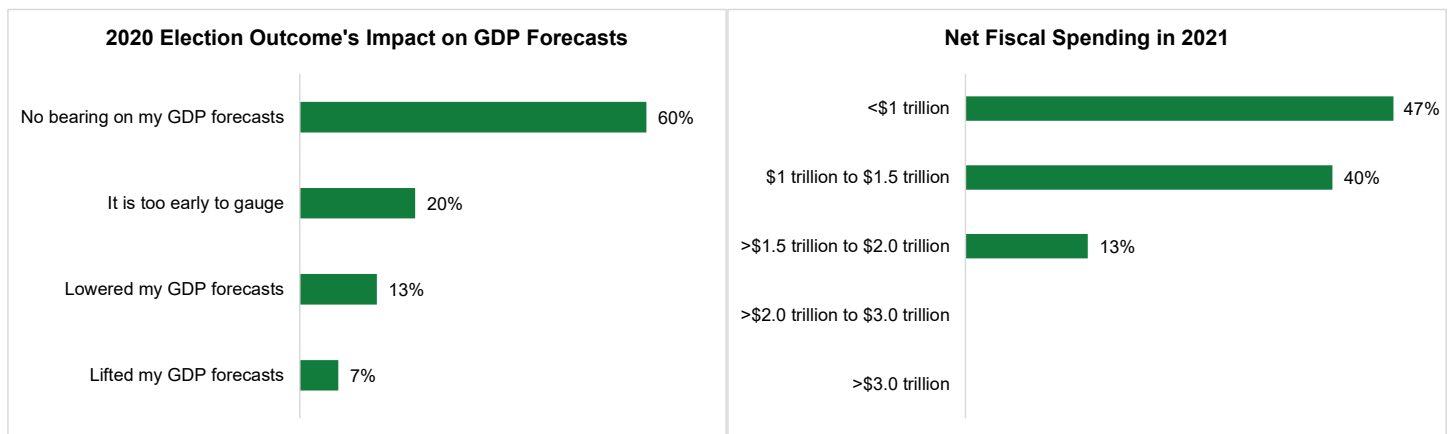 2020 Election Outcome's Impact on GDP Forecasts
No bearing on my GDP forecasts
60%
It is too early to gauge
20%
Lowered my GDP forecasts
13%
Lifted my GDP forecasts
7%
Net Fiscal Spending in 2021
<$1 trillion
47%
$1 trillion to $1.5 trillion
40%
>$1.5 trillion to $2.0 trillion
13%
>$2.0 trillion to $3.0 trillion
>$3.0 trillion